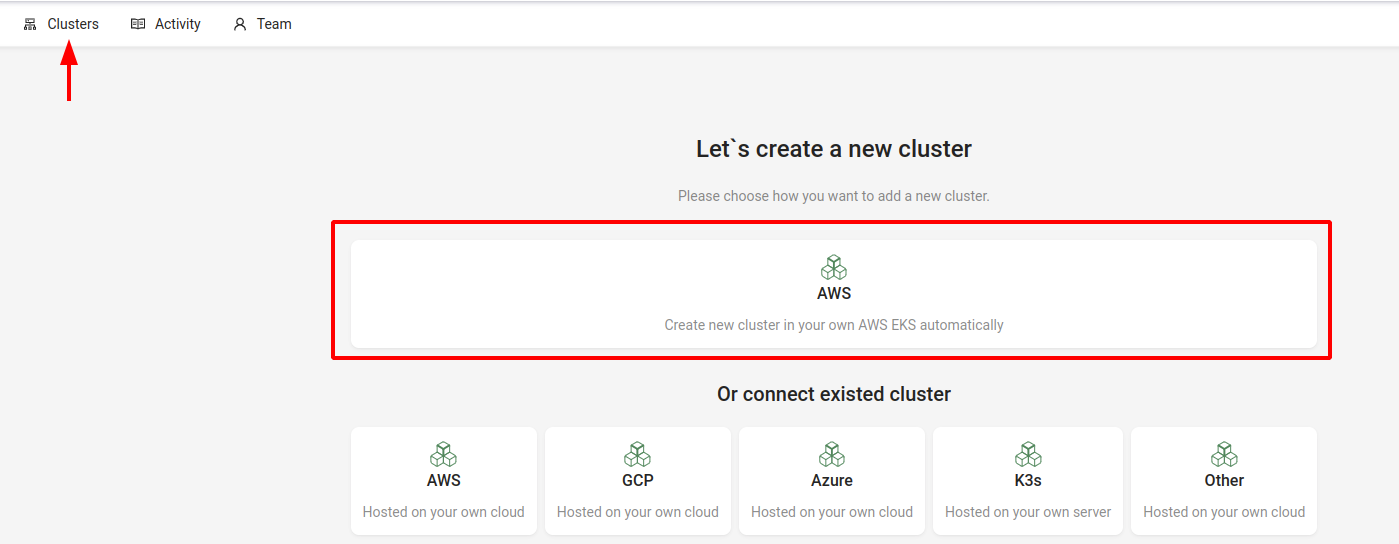 Clusters Activity Team
Let`s create a new cluster
Please choose how you want to add a new cluster.
AWS
Create new cluster in your own AWS EKS automatically
Or connect existed cluster
AWS
Hosted on your own cloud
GCP
Hosted on your own cloud
Azure
Hosted on your own cloud
K3s
Hosted on your own server
Other
Hosted on your own cloud